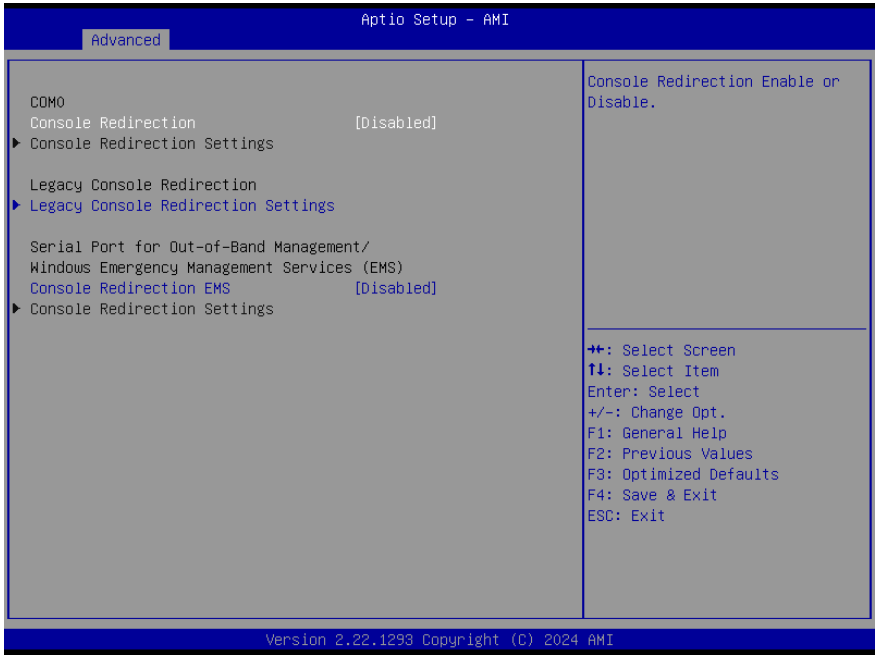 Aptio Setup – AMI
Advanced
COM0
Console Redirection [Disabled]
Console Redirection Settings
Legacy Console Redirection
Legacy Console Redirection Settings
Serial Port for Out-of-Band Management/
Windows Emergency Management Services (EMS)
Console Redirection EMS [Disabled]
Console Redirection Settings
Console Redirection Enable or
Disable.
→←: Select Screen
↑↓: Select Item
Enter: Select
+/-: Change Opt.
F1: General Help
F2: Previous Values
F3: Optimized Defaults
F4: Save & Exit
ESC: Exit
Version 2.22.1293 Copyright (C) 2024 AMI